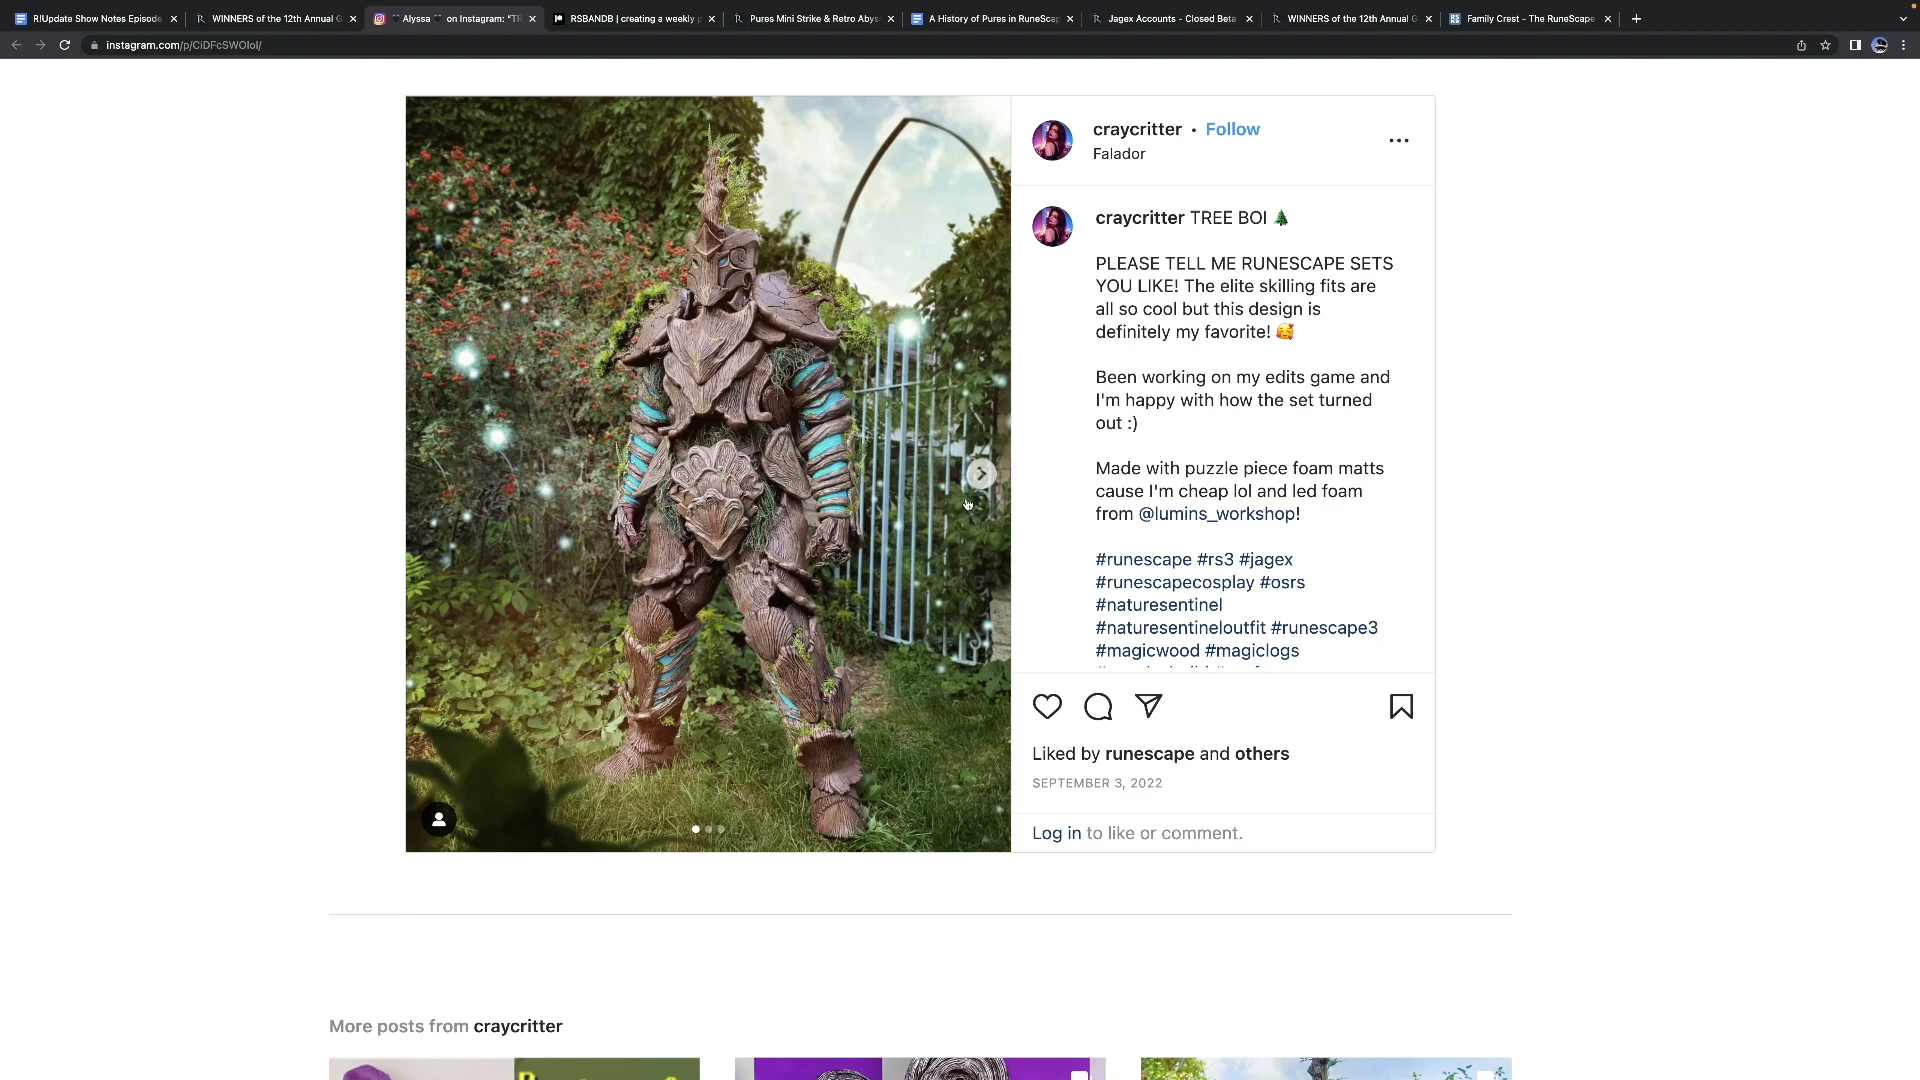 R!Update Show Notes Episode
WINNERS of the 12th Annual G
Alyssa on Instagram: "TR
RSBANDB | creating a weekly p
Pures Mini Strike & Retro Abys
A History of Pures in RuneScap
Jagex Accounts - Closed Beta
WINNERS of the 12th Annual G
Family Crest - The RuneScape
instagram.com/p/CiDFcSWOlol/
craycritter • Follow
Falador
craycritter TREE BOI 🌲
PLEASE TELL ME RUNESCAPE SETS
YOU LIKE! The elite skilling fits are
all so cool but this design is
definitely my favorite! 🥰
Been working on my edits game and
I'm happy with how the set turned
out :)
Made with puzzle piece foam matts
cause I'm cheap lol and led foam
from @lumins_workshop!
#runescape #rs3 #jagex
#runescapecosplay #osrs
#naturesentinel
#naturesentineloutfit #runescape3
#magicwood #magiclogs
Liked by runescape and others
SEPTEMBER 3, 2022
Log in to like or comment.
More posts from craycritter